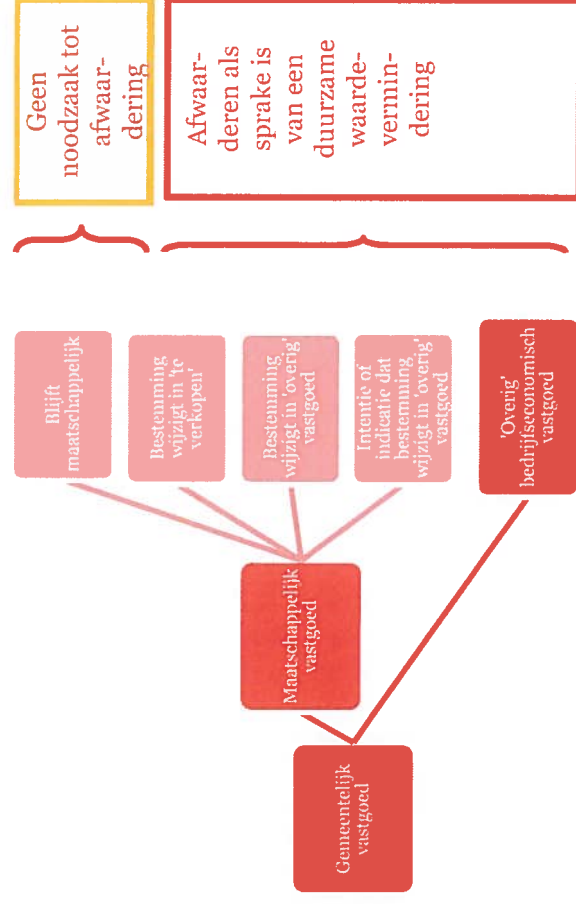 Gemeentelijk
vastgoed
Maatschappelijk
vastgoed
Blijft
maatschappelijk
Bestemming
wijzigt in 'te
verkopen'
Bestemming
wijzigt in 'overig'
vastgoed
Intentie of
indicatie dat
bestemming
wijzigt in 'overig'
vastgoed
'Overig'
bedrijfseconomisch
vastgoed
Geen
noodzaak tot
afwaar-
dering
Afwaar-
deren als
sprake is
van een
duurzame
waarde-
vermin-
dering